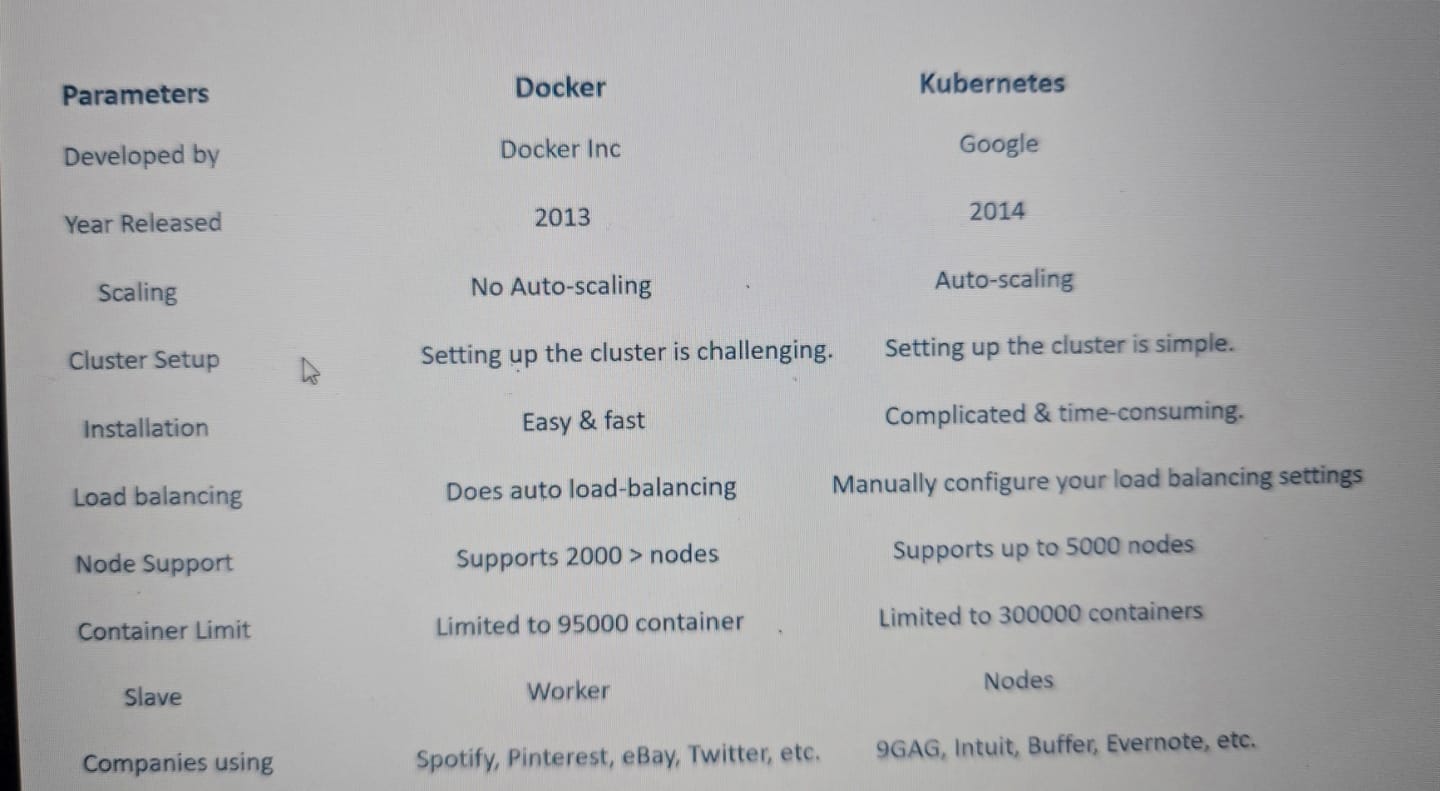 Parameters Docker Kubernetes
Developed by Docker Inc Google
Year Released 2013 2014
Scaling No Auto-scaling Auto-scaling
Cluster Setup Setting up the cluster is challenging. Setting up the cluster is simple.
Installation Easy & fast Complicated & time-consuming.
Load balancing Does auto load-balancing Manually configure your load balancing settings
Node Support Supports 2000 > nodes Supports up to 5000 nodes
Container Limit Limited to 95000 container Limited to 300000 containers
Slave Worker Nodes
Companies using Spotify, Pinterest, eBay, Twitter, etc. 9GAG, Intuit, Buffer, Evernote, etc.